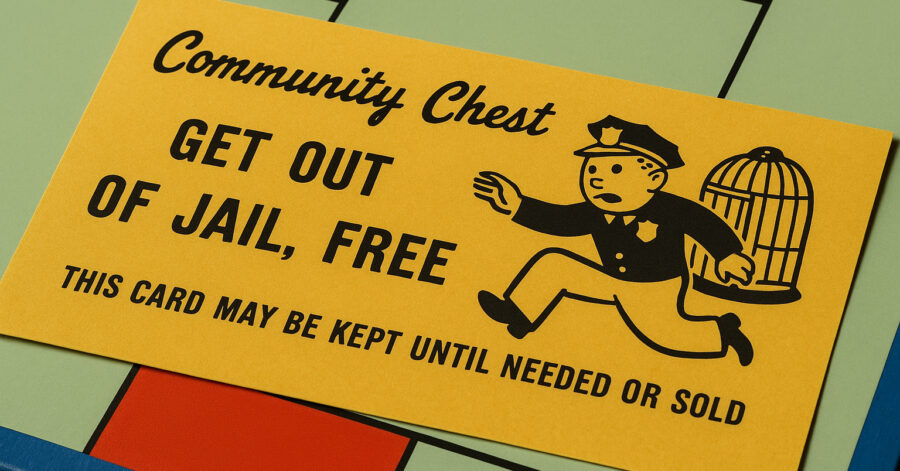 Community Chest
GET OUT
OF JAIL, FREE
THIS CARD MAY BE KEPT UNTIL NEEDED OR SOLD